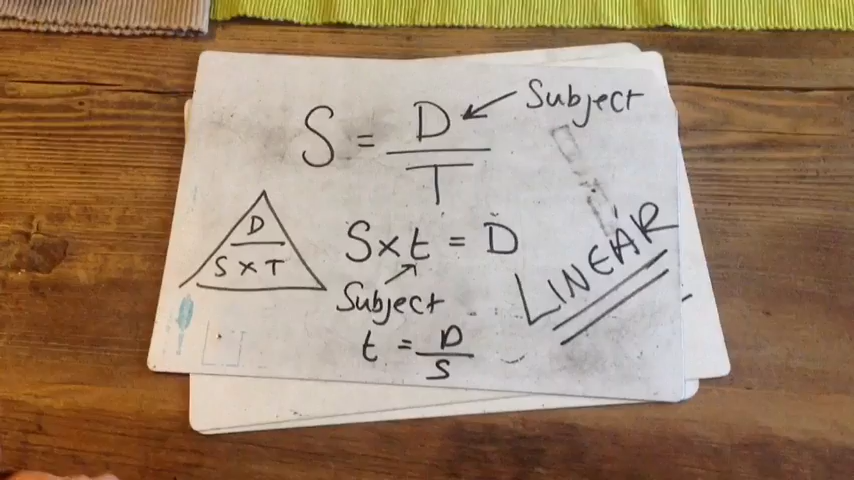 Subject
S = D
T
D
S x T
S x t = D
LINEAR
Subject
t = D
S